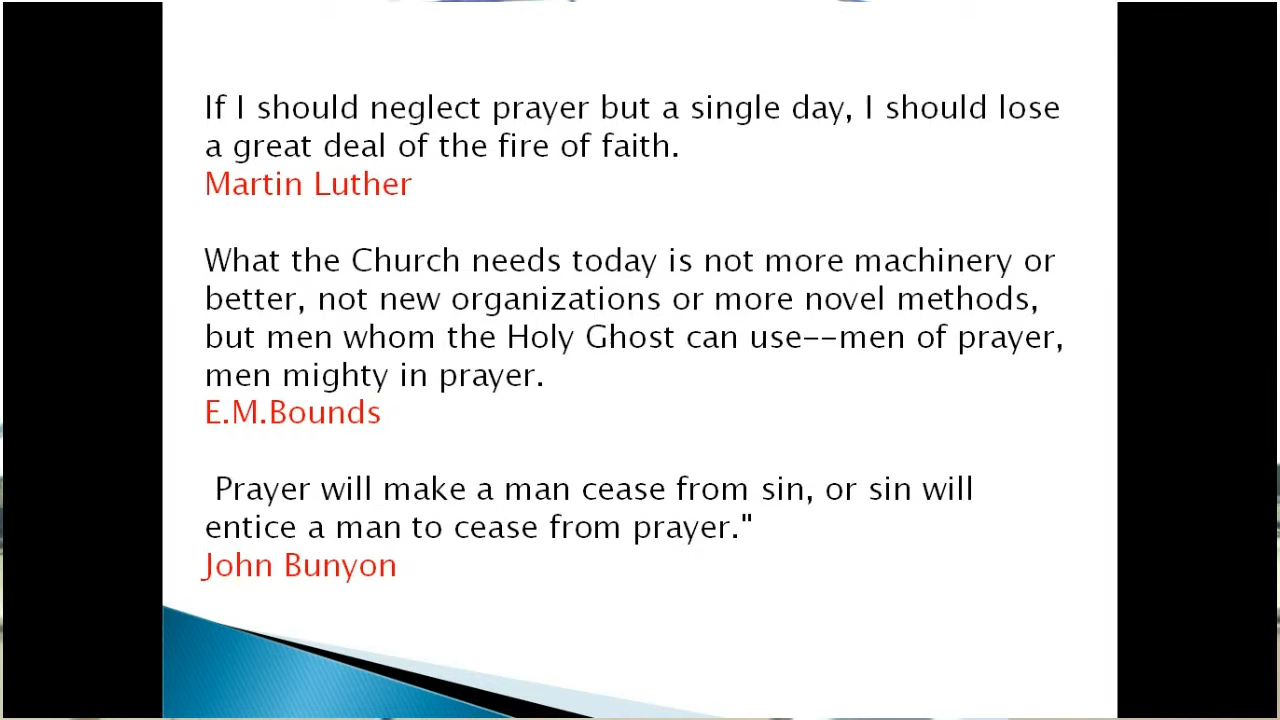 If I should neglect prayer but a single day, I should lose
a great deal of the fire of faith.
Martin Luther
What the Church needs today is not more machinery or
better, not new organizations or more novel methods,
but men whom the Holy Ghost can use--men of prayer,
men mighty in prayer.
E.M.Bounds
Prayer will make a man cease from sin, or sin will
entice a man to cease from prayer."
John Bunyon